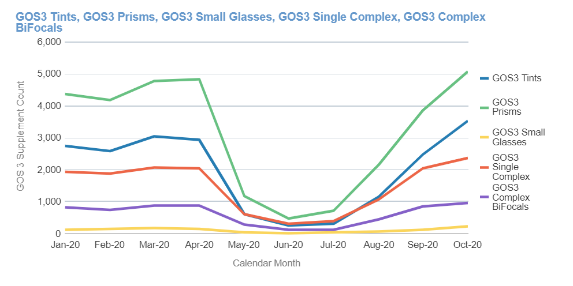 GOS3 Tints, GOS3 Prisms, GOS3 Small Glasses, GOS3 Single Complex, GOS3 Complex
BiFocals
6,000
5,000
4,000
3,000
2,000
1,000
0
GOS 3 Supplement Count
Jan-20 Feb-20 Mar-20 Apr-20 May-20 Jun-20 Jul-20 Aug-20 Sep-20 Oct-20
Calendar Month
GOS3 Tints
GOS3
Prisms
GOS3 Small
Glasses
GOS3
Single
Complex
GOS3
Complex
BiFocals